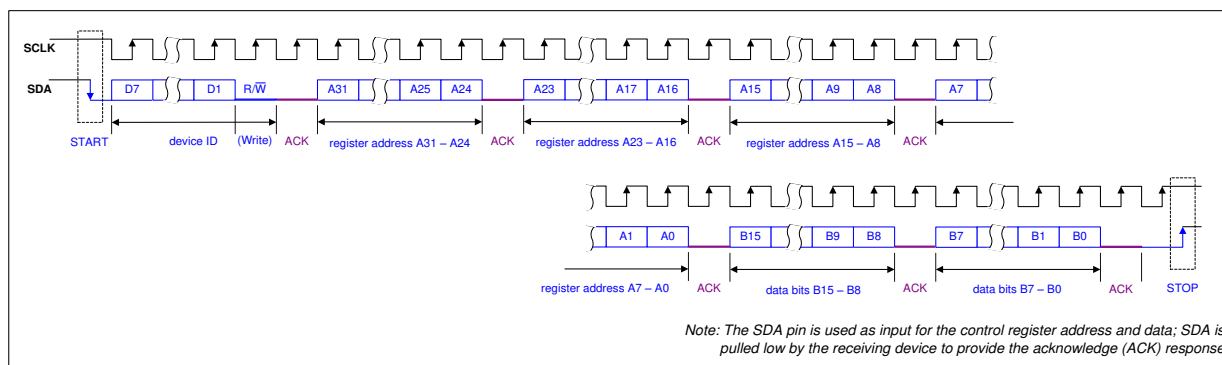 SCLK
SDA
D7 D1 R/W̅ A31 A25 A24 A23 A17 A16 A15 A9 A8 A7
START device ID (Write) ACK register address A31 – A24 ACK register address A23 – A16 ACK register address A15 – A8 ACK
A1 A0 B15 B9 B8 B7 B1 B0
register address A7 – A0 ACK data bits B15 – B8 ACK data bits B7 – B0 ACK STOP
Note: The SDA pin is used as input for the control register address and data; SDA is
pulled low by the receiving device to provide the acknowledge (ACK) response